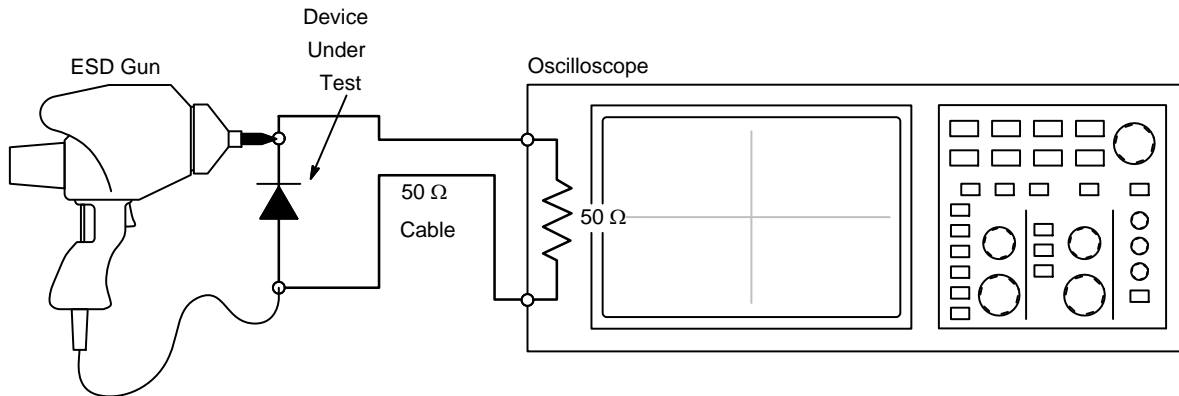 Device
Under
Test
ESD Gun
Oscilloscope
50 Ω
Cable
50 Ω